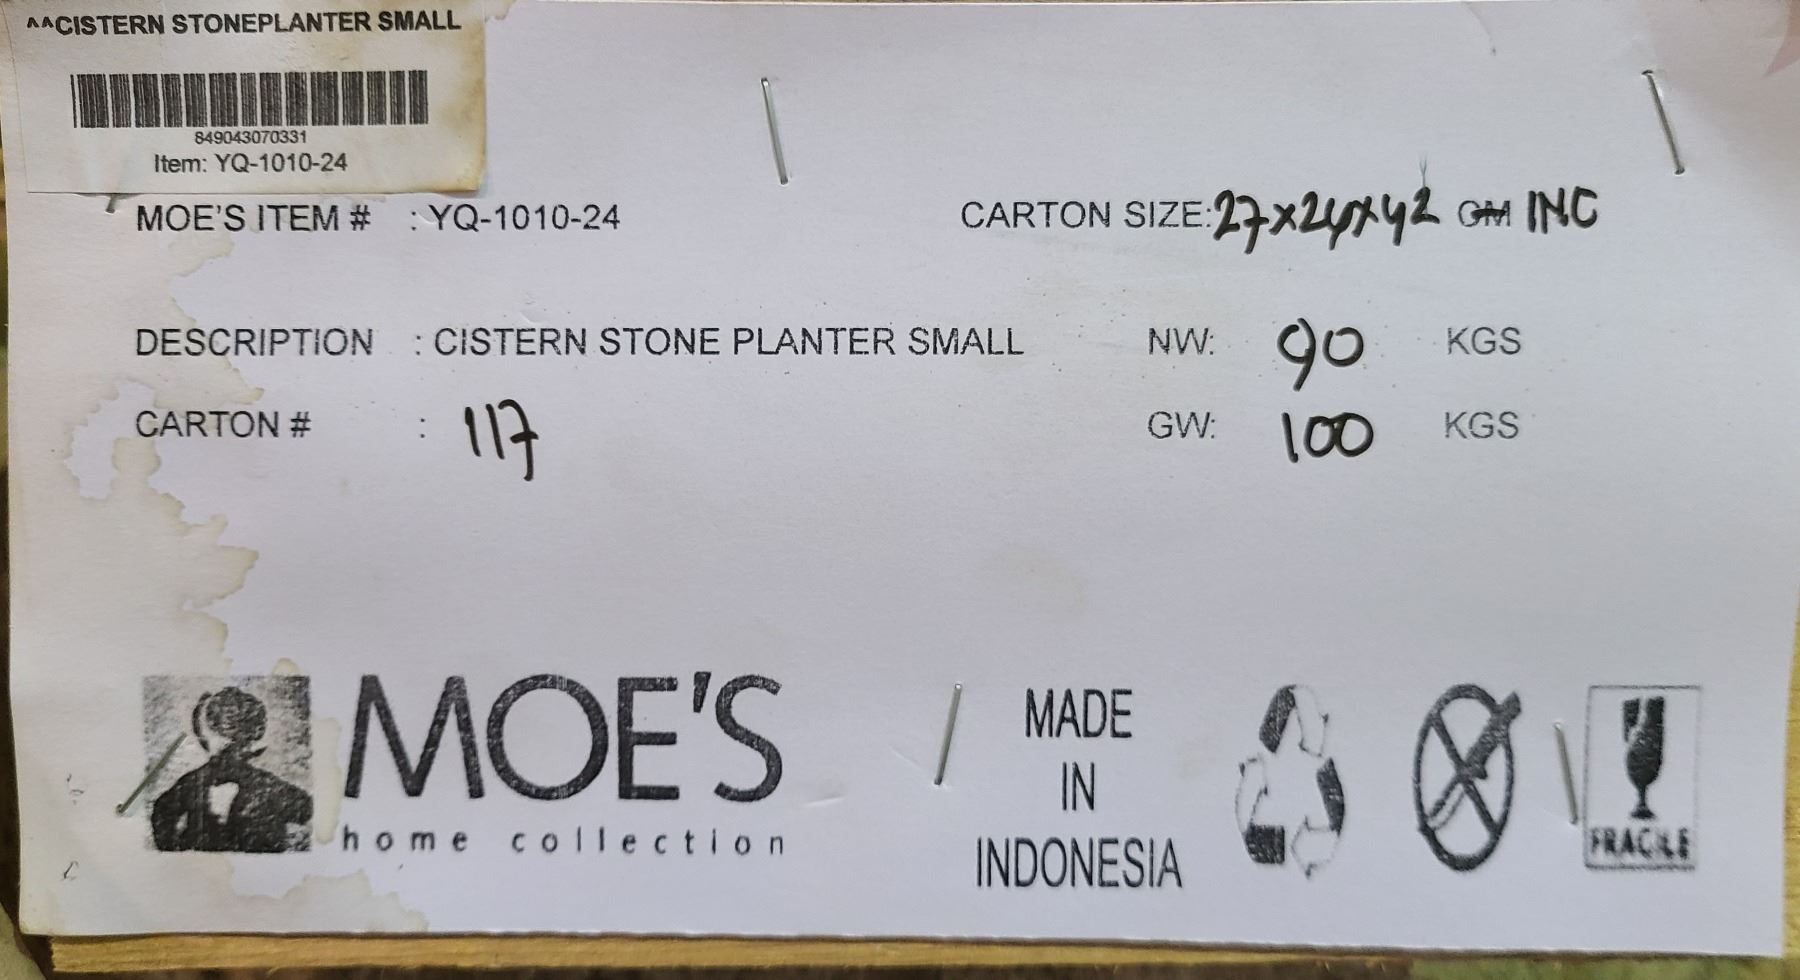 ^^CISTERN STONEPLANTER SMALL
849043070331
Item: YQ-1010-24
MOE'S ITEM # : YQ-1010-24
CARTON SIZE: 27x24x42 CM INC
DESCRIPTION : CISTERN STONE PLANTER SMALL
NW: 90 KGS
CARTON # : 117
GW: 100 KGS
MOE'S
home collection
MADE
IN
INDONESIA
FRAGILE